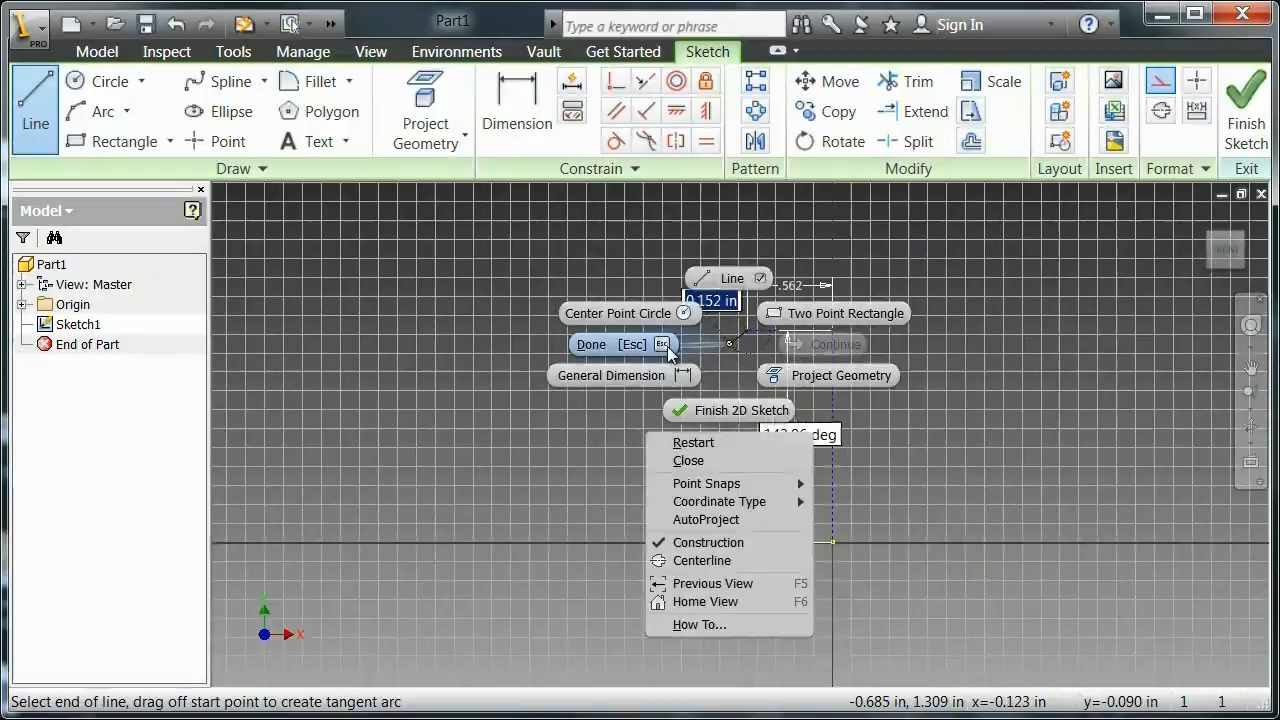 PRO
Part1
Type a keyword or phrase
Sign In
Model Inspect Tools Manage View Environments Vault Get Started Sketch
Line
Circle
Arc
Rectangle
Spline
Ellipse
Point
Fillet
Polygon
Text
Draw
Project
Geometry
Dimension
Constrain
Pattern
Move
Copy
Rotate
Trim
Extend
Split
Scale
Modify
Layout
Insert
Format
Finish
Sketch
Exit
Model
Part1
View: Master
Origin
Sketch1
End of Part
Line
.562
0.152 in
Center Point Circle
Two Point Rectangle
Done [Esc]
Esc
Continue
General Dimension
Project Geometry
Finish 2D Sketch
deg
Restart
Close
Point Snaps
Coordinate Type
AutoProject
Construction
Centerline
Previous View F5
Home View F6
How To...
X
Select end of line, drag off start point to create tangent arc
-0.685 in, 1.309 in x=-0.123 in y=-0.090 in 1 1